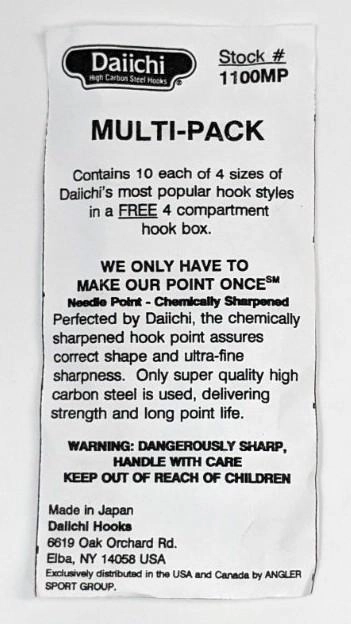 Daiichi
High Carbon Steel Hooks
®
Stock #
1100MP
MULTI-PACK
Contains 10 each of 4 sizes of
Daiichi's most popular hook styles
in a FREE 4 compartment
hook box.
WE ONLY HAVE TO
MAKE OUR POINT ONCE℠
Needle Point - Chemically Sharpened
Perfected by Daiichi, the chemically
sharpened hook point assures
correct shape and ultra-fine
sharpness. Only super quality high
carbon steel is used, delivering
strength and long point life.
WARNING: DANGEROUSLY SHARP,
HANDLE WITH CARE
KEEP OUT OF REACH OF CHILDREN
Made in Japan
Daiichi Hooks
6619 Oak Orchard Rd.
Elba, NY 14058 USA
Exclusively distributed in the USA and Canada by ANGLER
SPORT GROUP.